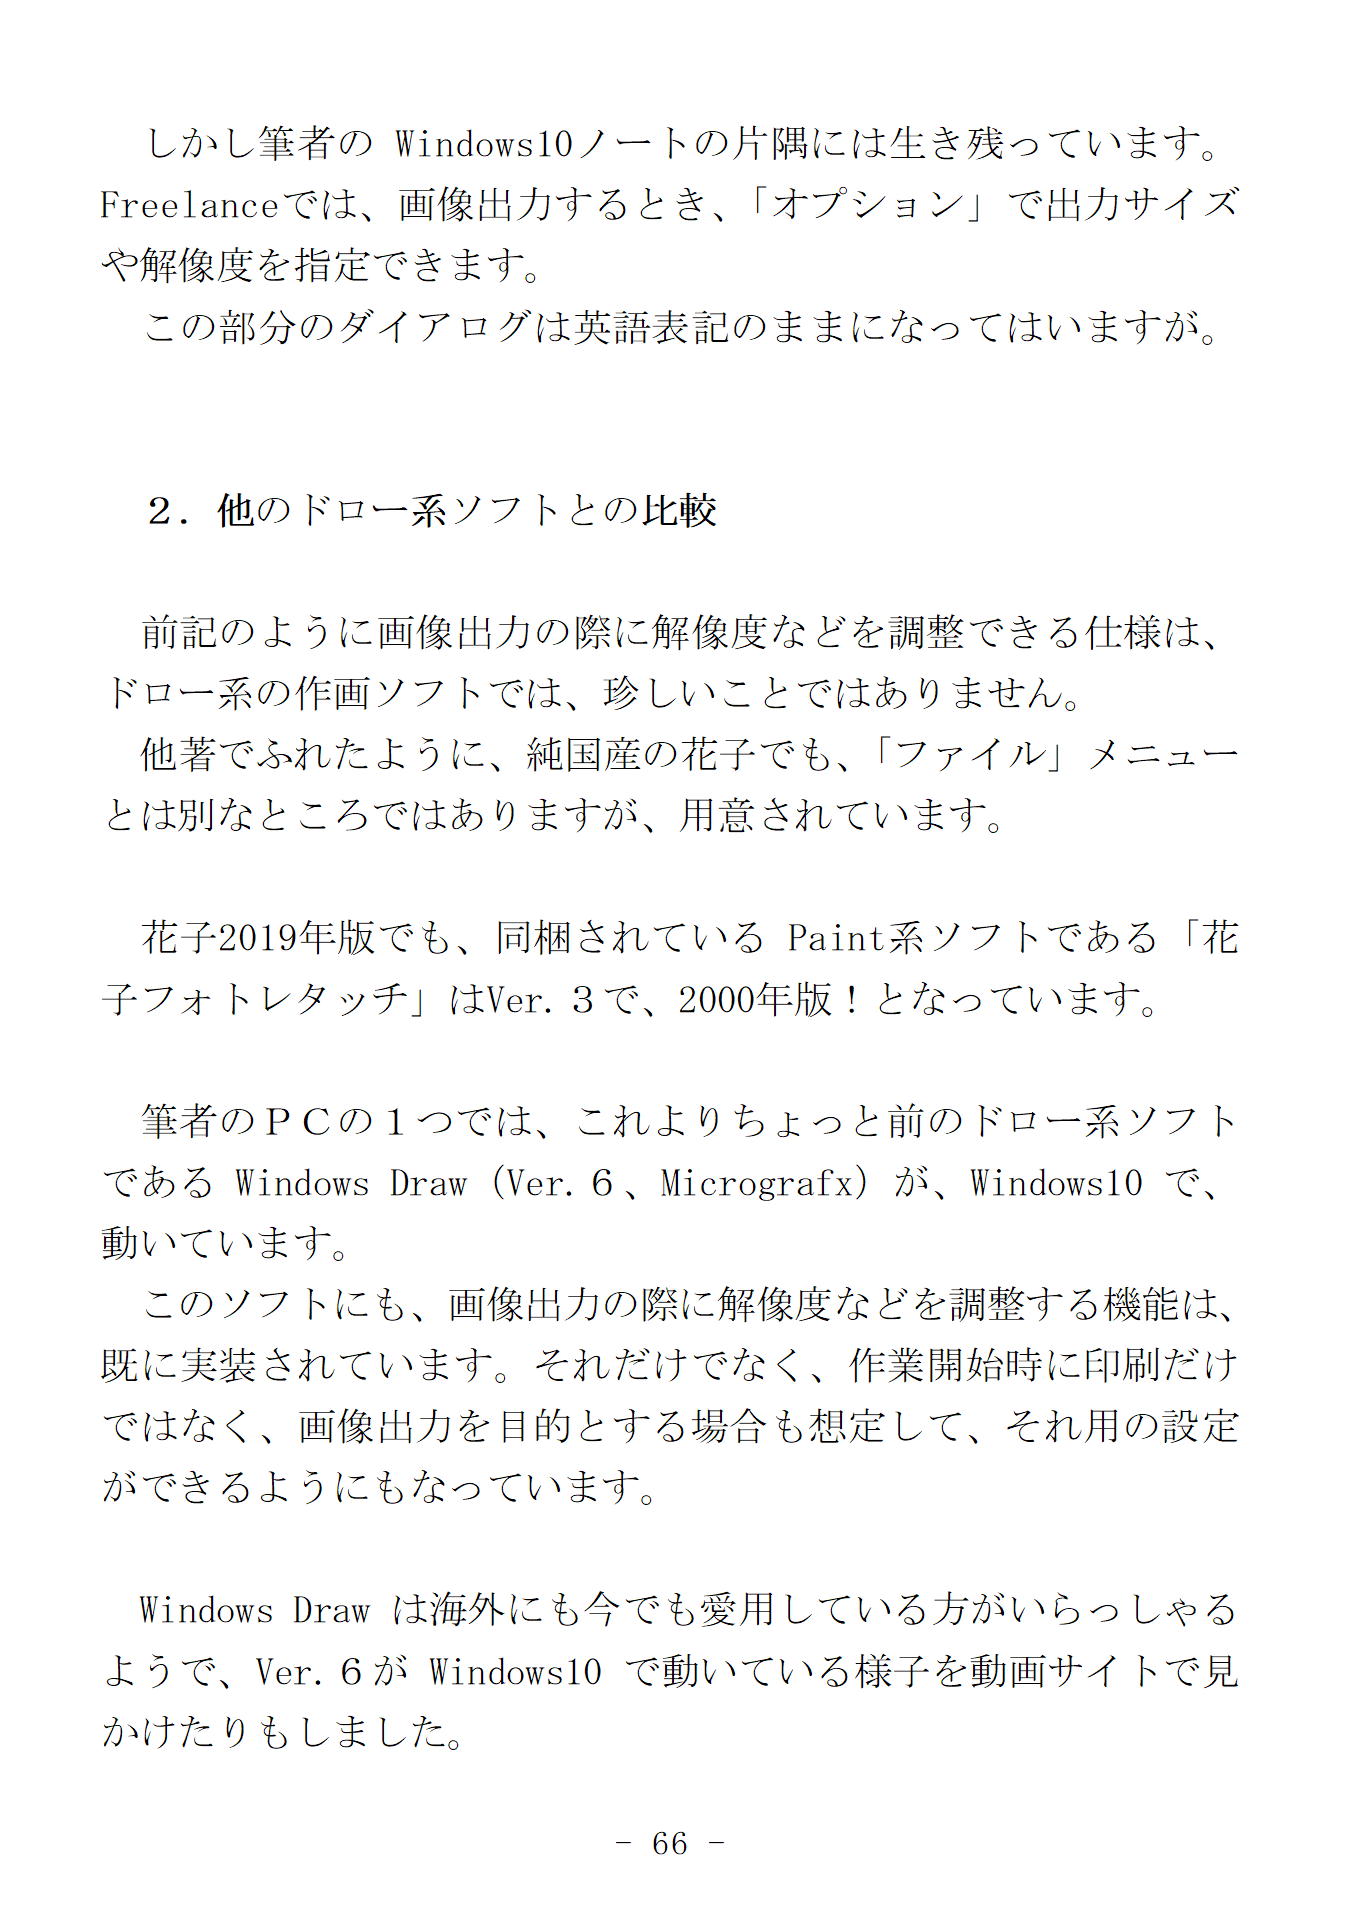 しかし筆者の Windows10ノートの片隅には生き残っています。
Freelanceでは、画像出力するとき、「オプション」で出力サイズ
や解像度を指定できます。
この部分のダイアログは英語表記のままになってはいますが。
２．他のドロー系ソフトとの比較
前記のように画像出力の際に解像度などを調整できる仕様は、
ドロー系の作画ソフトでは、珍しいことではありません。
他著でふれたように、純国産の花子でも、「ファイル」メニュー
とは別なところではありますが、用意されています。
花子2019年版でも、同梱されている Paint系ソフトである「花
子フォトレタッチ」はVer.３で、2000年版！となっています。
筆者のＰＣの１つでは、これよりちょっと前のドロー系ソフト
である Windows Draw (Ver.６、Micrografx) が、Windows10 で、
動いています。
このソフトにも、画像出力の際に解像度などを調整する機能は、
既に実装されています。それだけでなく、作業開始時に印刷だけ
ではなく、画像出力を目的とする場合も想定して、それ用の設定
ができるようにもなっています。
Windows Draw は海外にも今でも愛用している方がいらっしゃる
ようで、Ver.６が Windows10 で動いている様子を動画サイトで見
かけたりもしました。
- 66 -